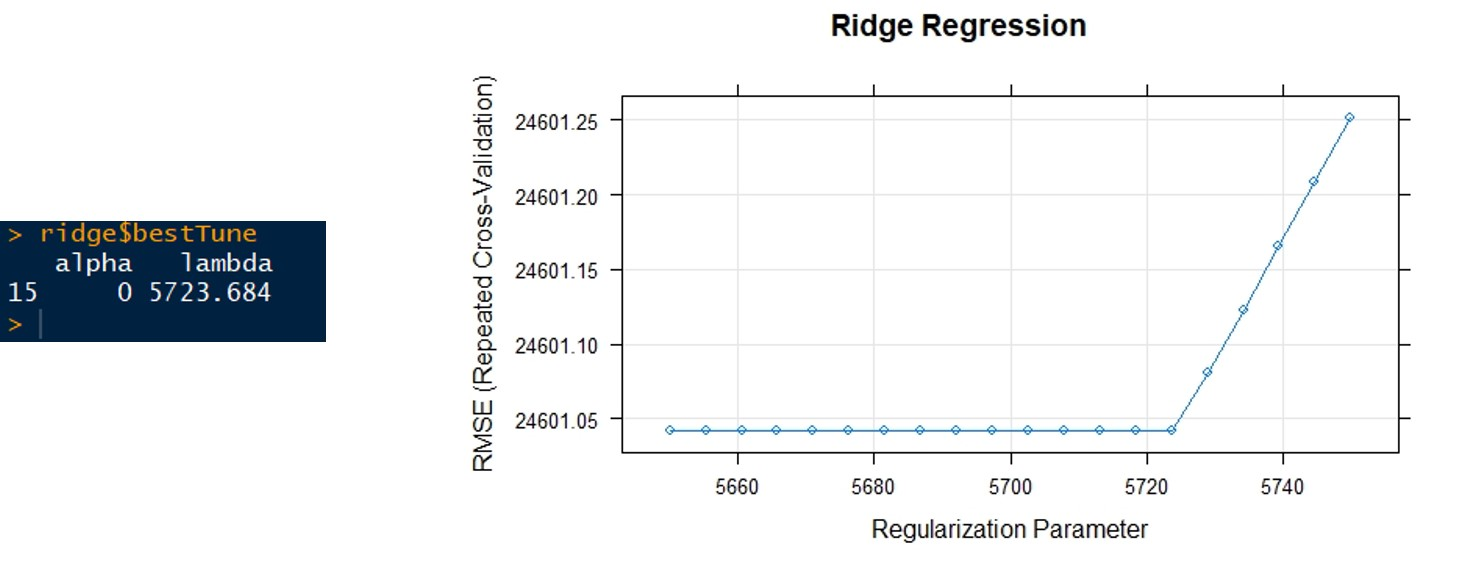 > ridge$bestTune
alpha lambda
15 0 5723.684
>
Ridge Regression
RMSE (Repeated Cross-Validation)
24601.25
24601.20
24601.15
24601.10
24601.05
5660 5680 5700 5720 5740
Regularization Parameter